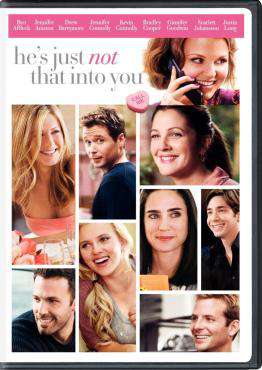 Ben Jennifer Drew Jennifer Kevin Bradley Ginnifer Scarlett Justin
Affleck Aniston Barrymore Connelly Connolly Cooper Goodwin Johansson Long
he's just not
that into you